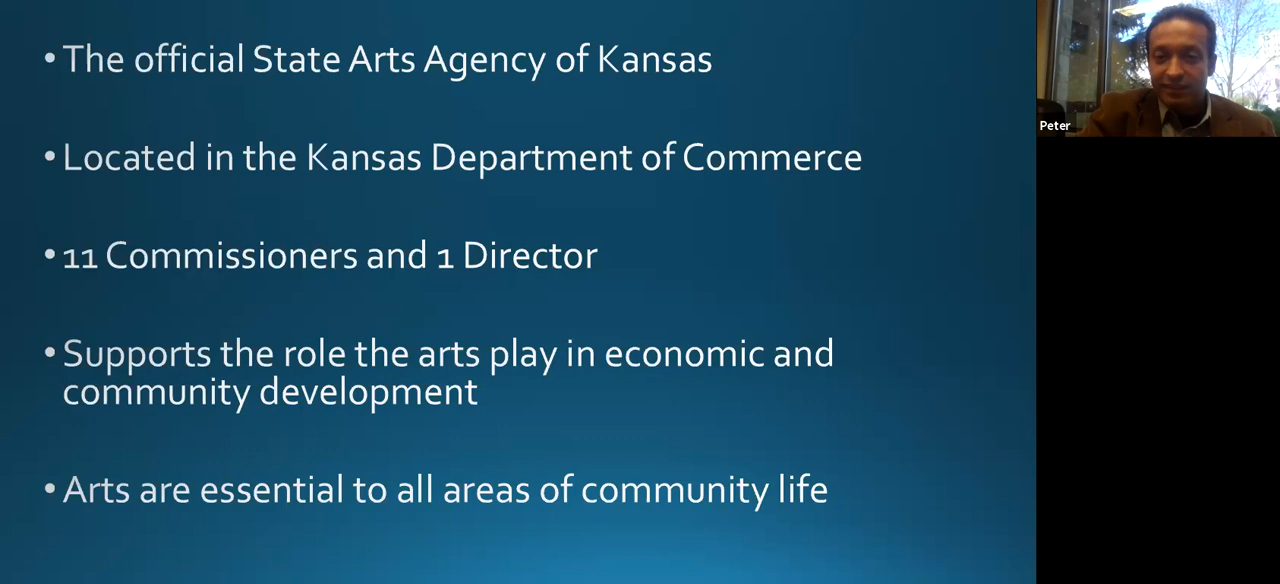 • The official State Arts Agency of Kansas
• Located in the Kansas Department of Commerce
• 11 Commissioners and 1 Director
• Supports the role the arts play in economic and
community development
• Arts are essential to all areas of community life
Peter